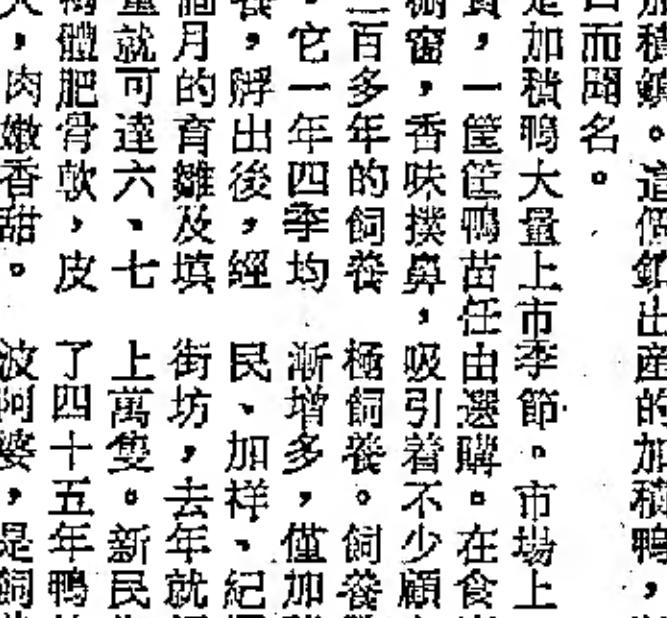 加積鎮。這個鎮出產的加積鴨，
而聞名。
是加積鴨大量上市季節。市場上
賣，一筐筐鴨苗任由選購。在食
窗，香味撲鼻，吸引着不少顧
百多年的飼養
，它一年四季均
養，孵出後，經
個月的育雛及填
量就可達六、七
體肥骨軟，皮
，肉嫩香甜。
極飼養。飼養
漸增多，僅加
民、加祥、紀
街坊，去年就
上萬隻。新民
了四十五年鴨
波阿婆，是飼